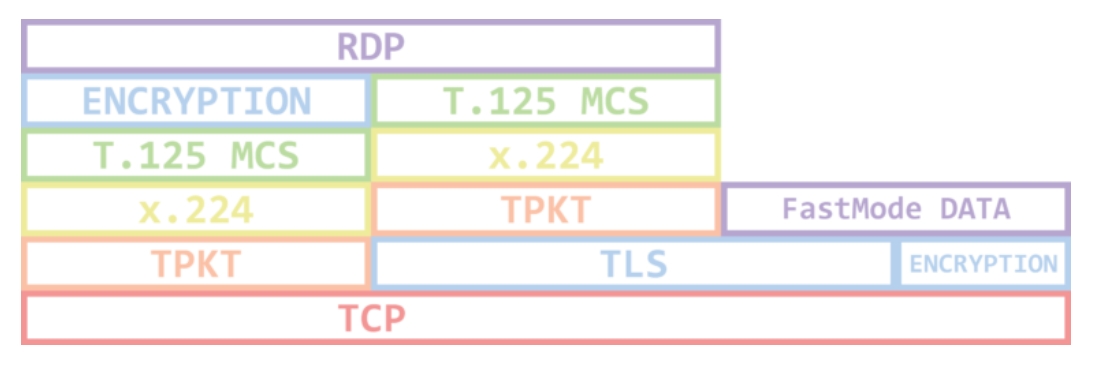 RDP
ENCRYPTION T.125 MCS
T.125 MCS x.224
x.224 TPKT FastMode DATA
TPKT TLS ENCRYPTION
TCP